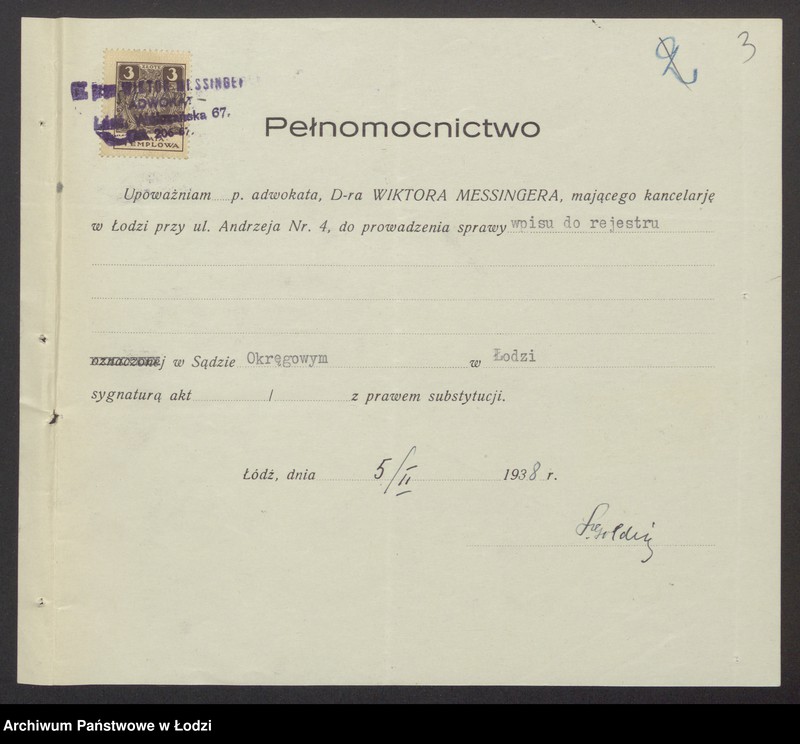 2 3
3 ZŁOTE 3
WIKTOR MESSINGER
ADWOKAT
67.
206-67.
Pełnomocnictwo
Upoważniam p. adwokata, D-ra WIKTORA MESSINGERA, mającego kancelarję
w Łodzi przy ul. Andrzeja Nr. 4, do prowadzenia sprawy wpisu do rejestru
oznaczonej w Sądzie Okręgowym w Łodzi
sygnaturą akt / z prawem substytucji.
Łódź, dnia 5/II 1938 r.
Archiwum Państwowe w Łodzi